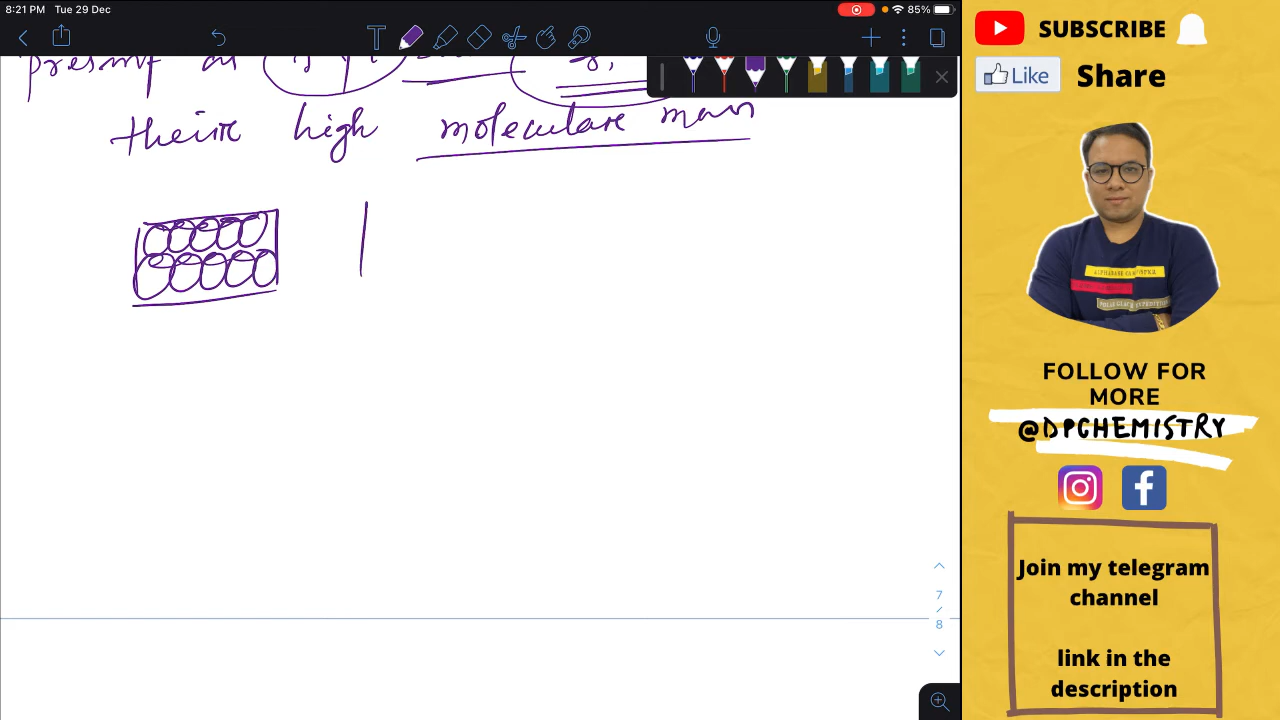 8:21 PM Tue 29 Dec
85%
present
their high molecular mass
7
/
8
SUBSCRIBE
Like
Share
FOLLOW FOR
MORE
@DPCHEMISTRY
Join my telegram
channel
link in the
description